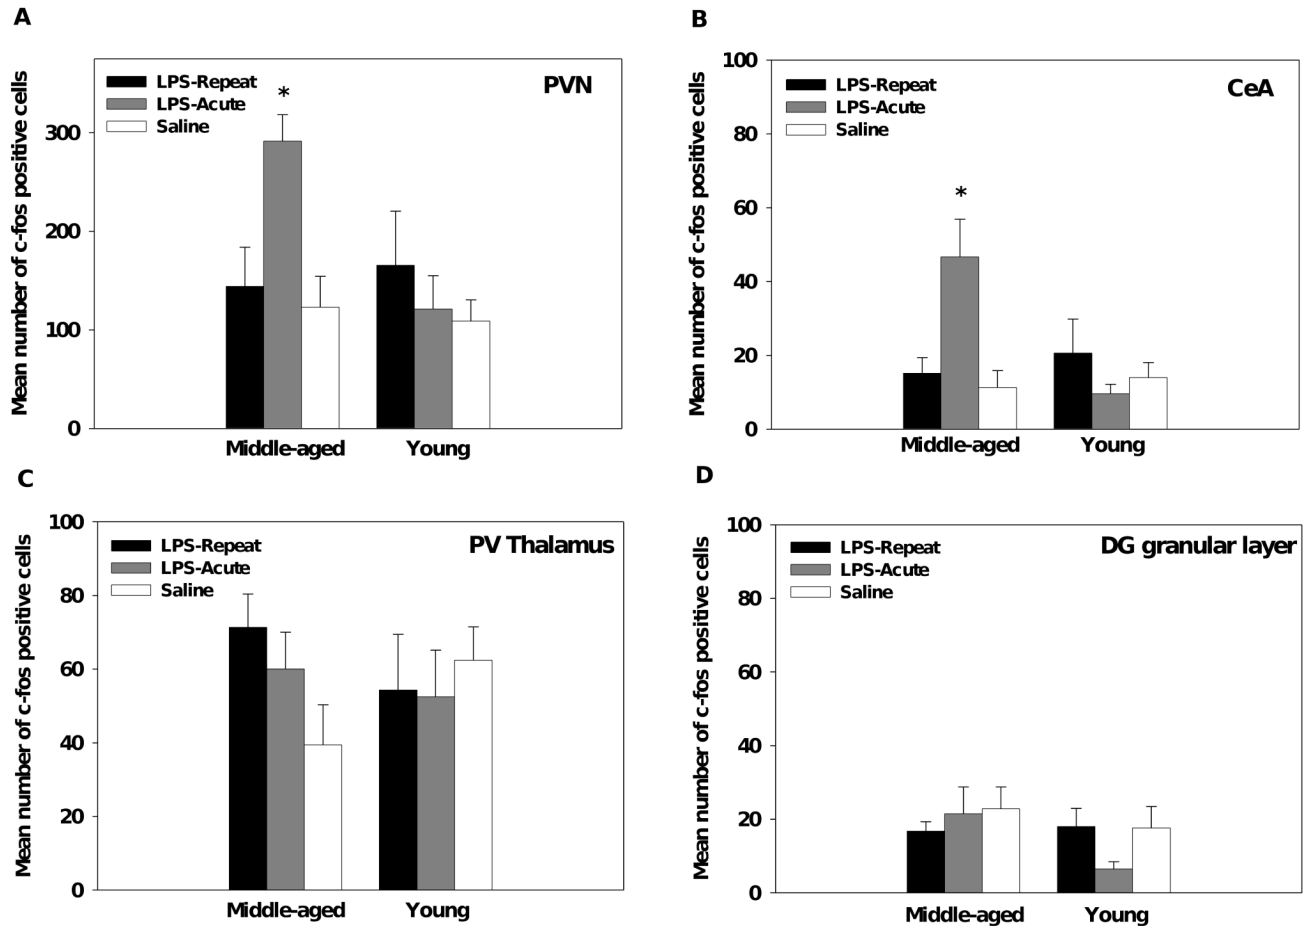 A
Mean number of c-fos positive cells
LPS-Repeat
LPS-Acute
Saline
*
PVN
300
200
100
0
Middle-aged
Young
B
Mean number of c-fos positive cells
LPS-Repeat
LPS-Acute
Saline
*
CeA
100
80
60
40
20
0
Middle-aged
Young
C
Mean number of c-fos positive cells
LPS-Repeat
LPS-Acute
Saline
PV Thalamus
100
80
60
40
20
0
Middle-aged
Young
D
Mean number of c-fos positive cells
LPS-Repeat
LPS-Acute
Saline
DG granular layer
100
80
60
40
20
0
Middle-aged
Young